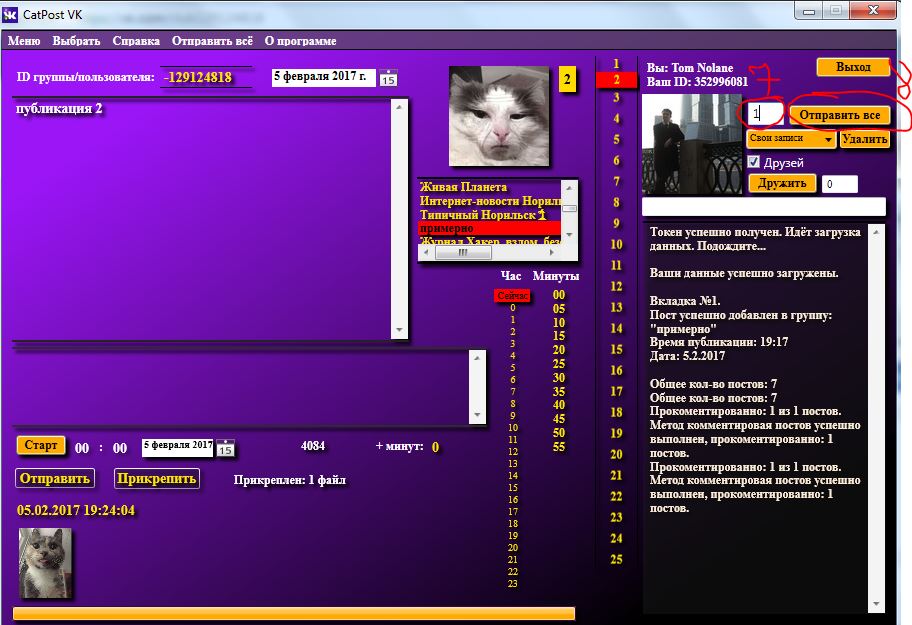 CatPost VK
Меню Выбрать Справка Отправить всё О программе
ID группы/пользователя: -129124818
5 февраля 2017 г.
15
публикация 2
2
Живая Планета
Интернет-новости Нориль
Типичный Норильск
примерно
Журнал Хакер, взлом, безо
Час Минуты
Сейчас
0
1
2
3
4
5
6
7
8
9
10
11
12
13
14
15
16
17
18
19
20
21
22
23
00
05
10
15
20
25
30
35
40
45
50
55
1
2
3
4
5
6
7
8
9
10
11
12
13
14
15
16
17
18
19
20
21
22
23
24
25
Вы: Tom Nolane
Ваш ID: 352996081
7
Выход
8
1
Отправить все
Свои записи
Удалить
Друзей
Дружить
0
Токен успешно получен. Идёт загрузка
данных. Подождите...
Ваши данные успешно загружены.
Вкладка №1.
Пост успешно добавлен в группу:
"примерно"
Время публикации: 19:17
Дата: 5.2.2017
Общее кол-во постов: 7
Общее кол-во постов: 7
Прокоментированно: 1 из 1 постов.
Метод комментировая постов успешно
выполнен, прокоментированно: 1
постов.
Прокоментированно: 1 из 1 постов.
Метод комментировая постов успешно
выполнен, прокоментированно: 1
постов.
Старт
00 : 00
5 февраля 2017
15
4084
+ минут: 0
Отправить
Прикрепить
Прикреплен: 1 файл
05.02.2017 19:24:04